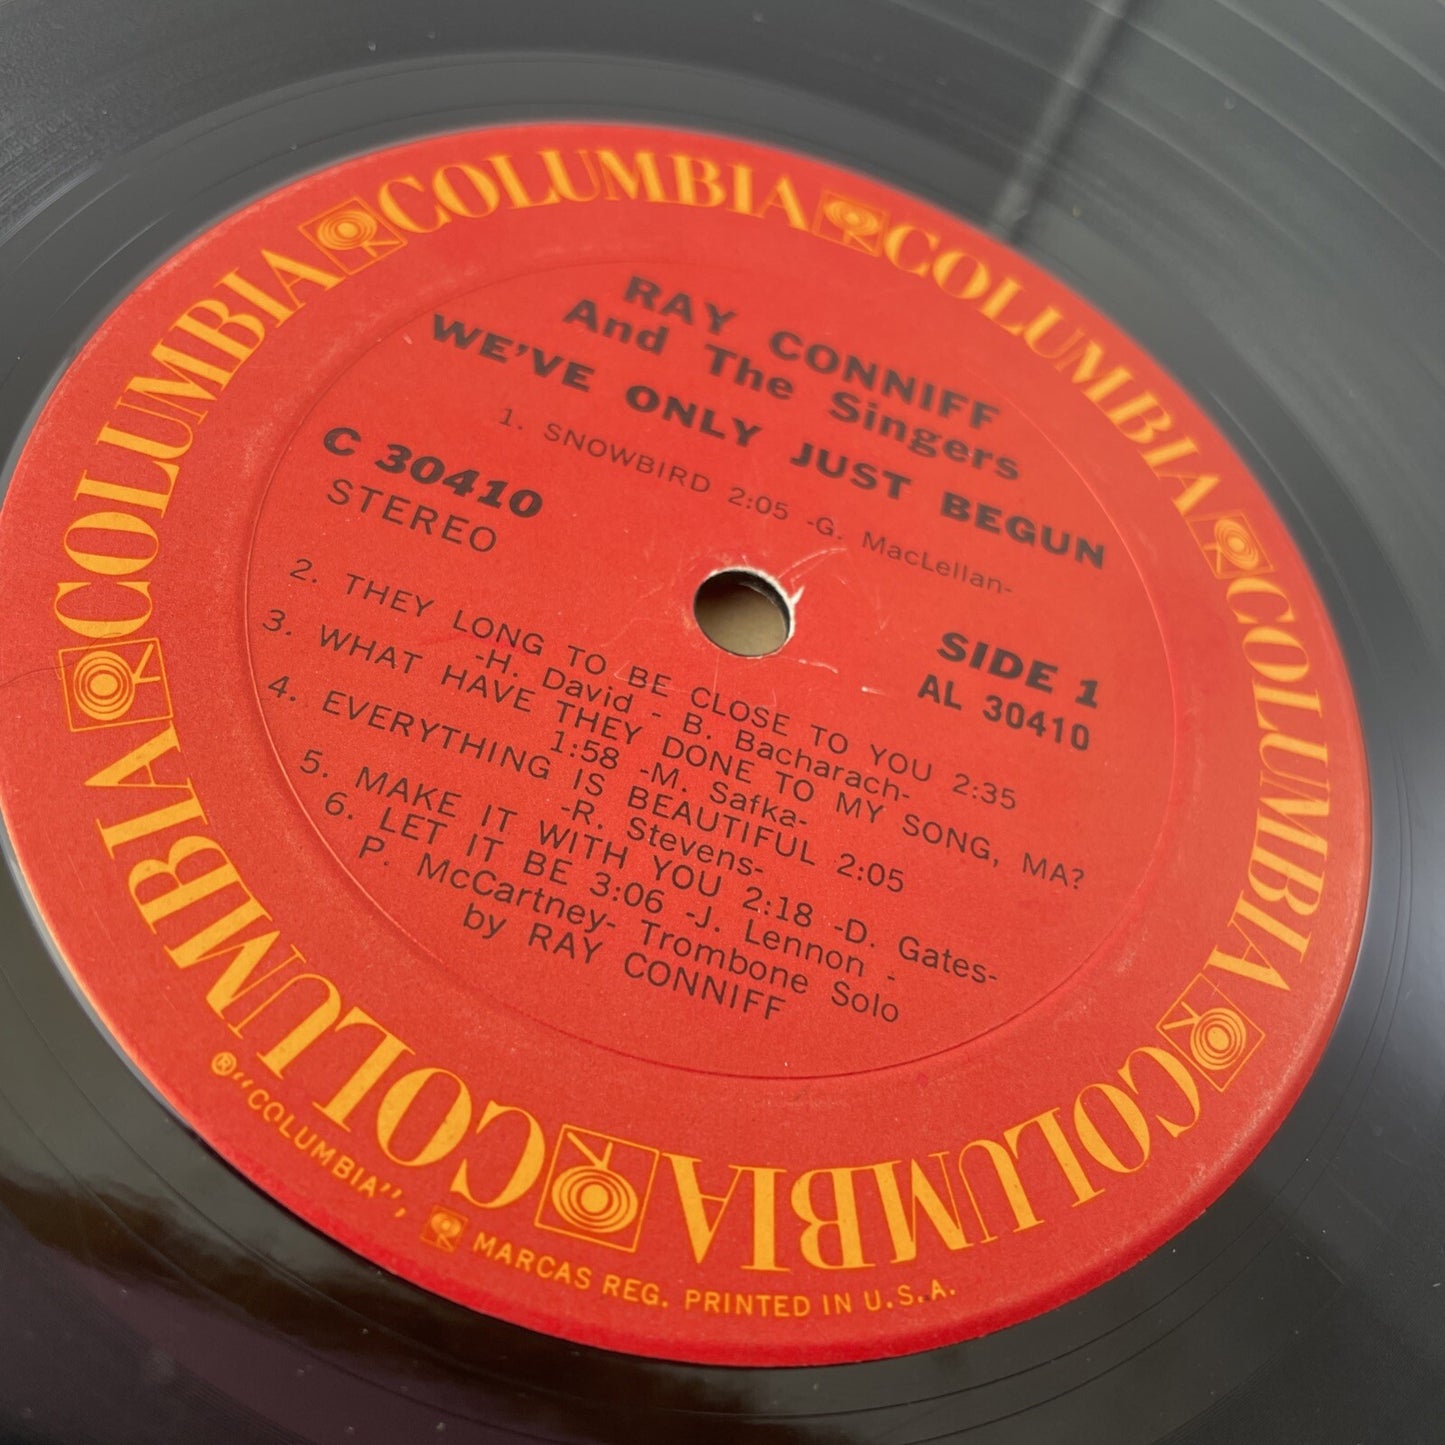 COLUMBIA COLUMBIA COLUMBIA COLUMBIA COLUMBIA COLUMBIA
RAY CONNIFF
And The Singers
WE'VE ONLY JUST BEGUN
1. SNOWBIRD 2:05 -G. MacLellan-
C 30410
STEREO
SIDE 1
AL 30410
2. THEY LONG TO BE CLOSE TO YOU 2:35
-H. David - B. Bacharach-
3. WHAT HAVE THEY DONE TO MY SONG, MA?
1:58 -M. Safka-
4. EVERYTHING IS BEAUTIFUL 2:05
-R. Stevens-
5. MAKE IT WITH YOU 2:18 -D. Gates-
6. LET IT BE 3:06 -J. Lennon -
P. McCartney- Trombone Solo
by RAY CONNIFF
®"COLUMBIA", MARCAS REG. PRINTED IN U.S.A.